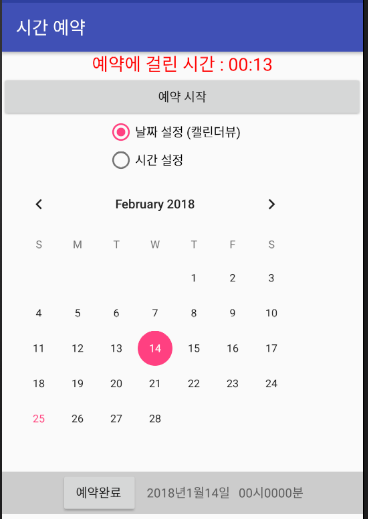 시간 예약
예약에 걸린 시간 : 00:13
예약 시작
날짜 설정 (캘린더뷰)
시간 설정
February 2018
S M T W T F S
1 2 3
4 5 6 7 8 9 10
11 12 13 14 15 16 17
18 19 20 21 22 23 24
25 26 27 28
예약완료 2018년1월14일 00시0000분